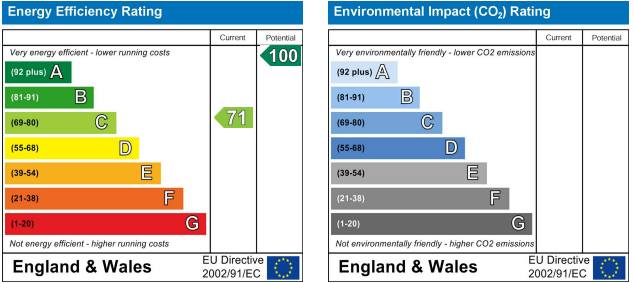 Energy Efficiency Rating
Current Potential
Very energy efficient - lower running costs
100
(92 plus) A
(81-91) B
(69-80) C
71
(55-68) D
(39-54) E
(21-38) F
(1-20) G
Not energy efficient - higher running costs
England & Wales
EU Directive
2002/91/EC
Environmental Impact (CO2) Rating
Current Potential
Very environmentally friendly - lower CO2 emissions
(92 plus) A
(81-91) B
(69-80) C
(55-68) D
(39-54) E
(21-38) F
(1-20) G
Not environmentally friendly - higher CO2 emissions
England & Wales
EU Directive
2002/91/EC